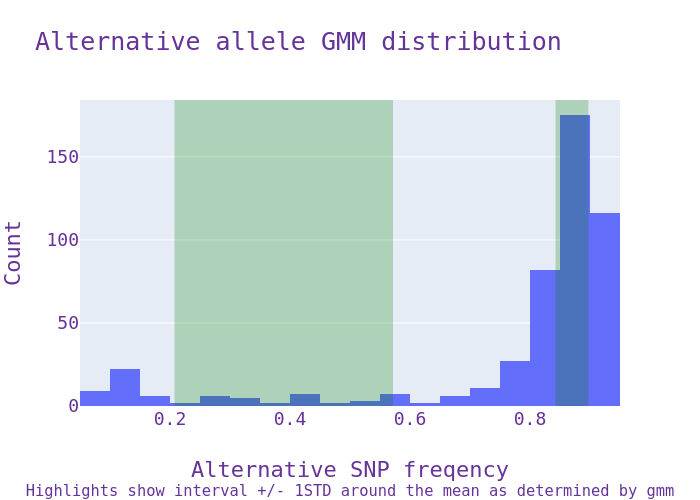 Alternative allele GMM distribution
150
100
50
0
0.2 0.4 0.6 0.8
Count
Alternative SNP freqency
Highlights show interval +/- 1STD around the mean as determined by gmm